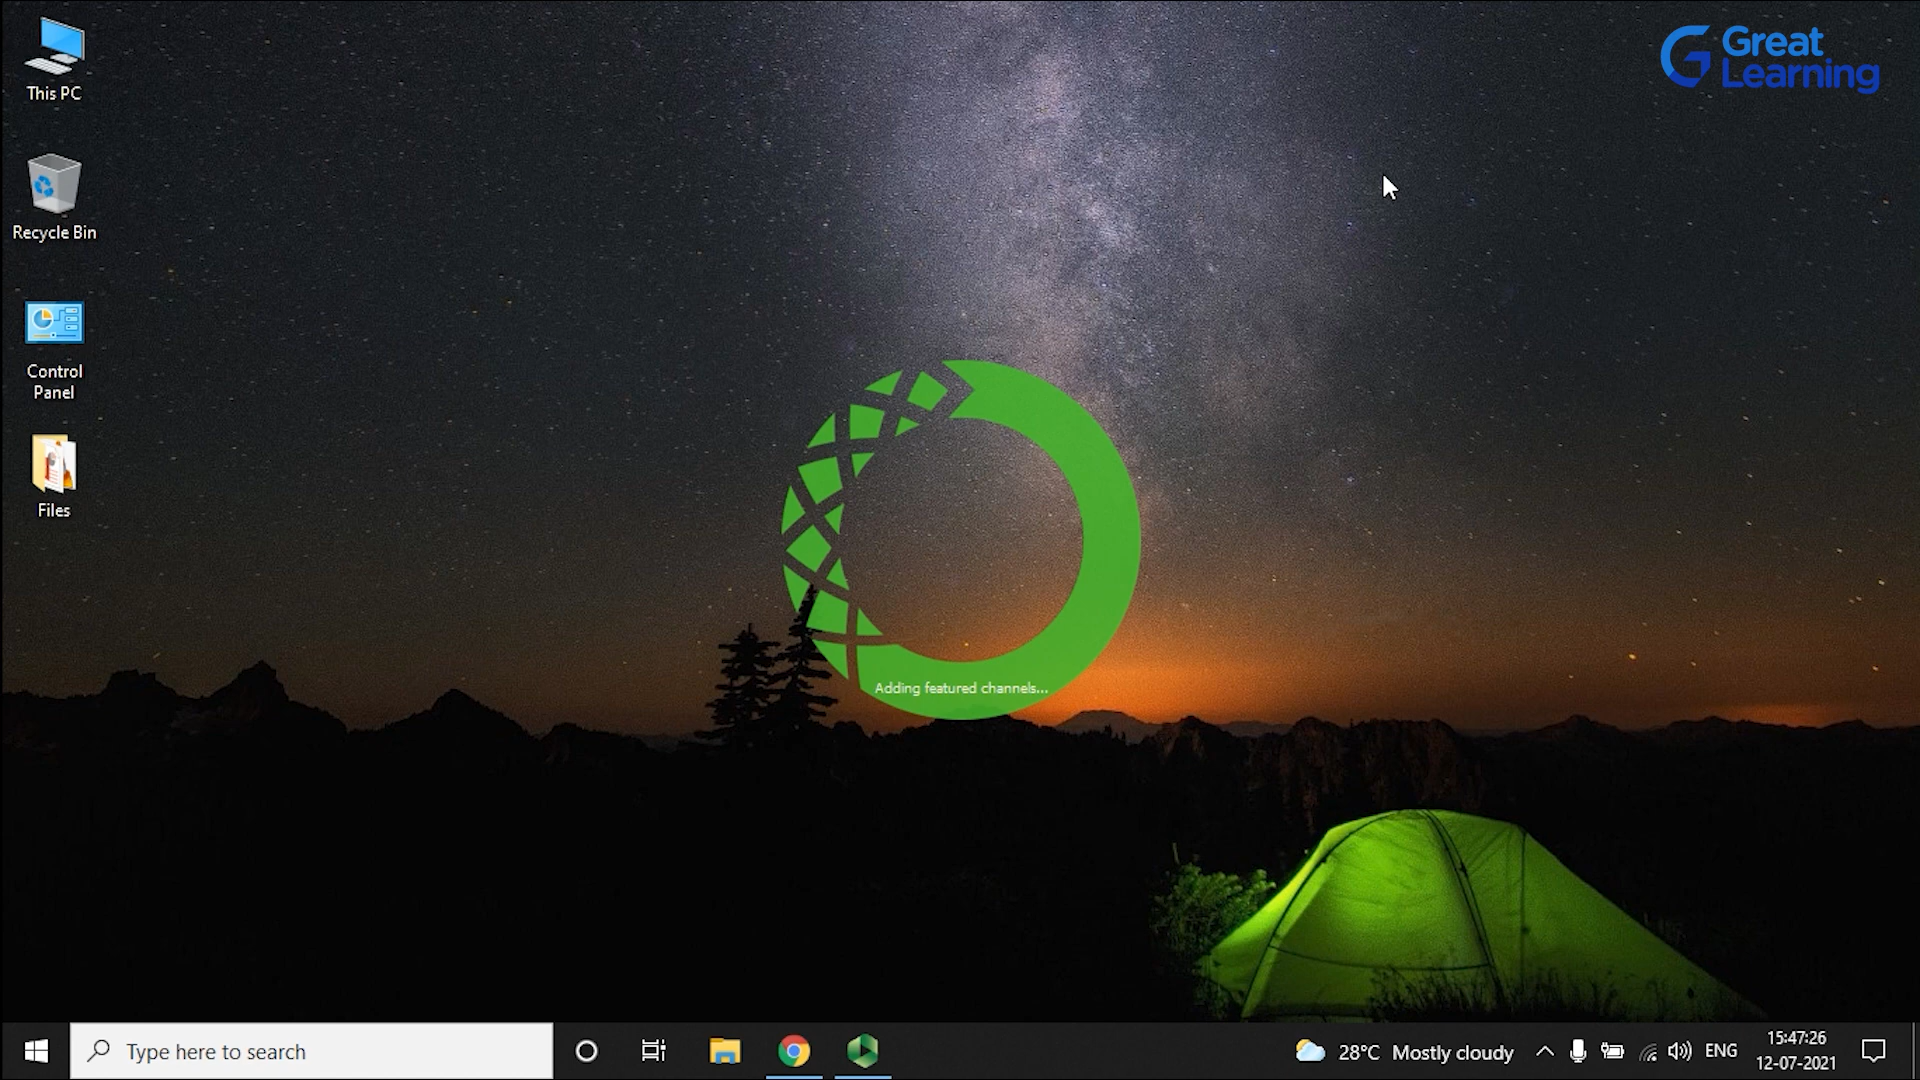 This PC
Great
Learning
Recycle Bin
Control
Panel
Files
Adding featured channels...
Type here to search
28°C Mostly cloudy
ENG
15:47:26
12-07-2021